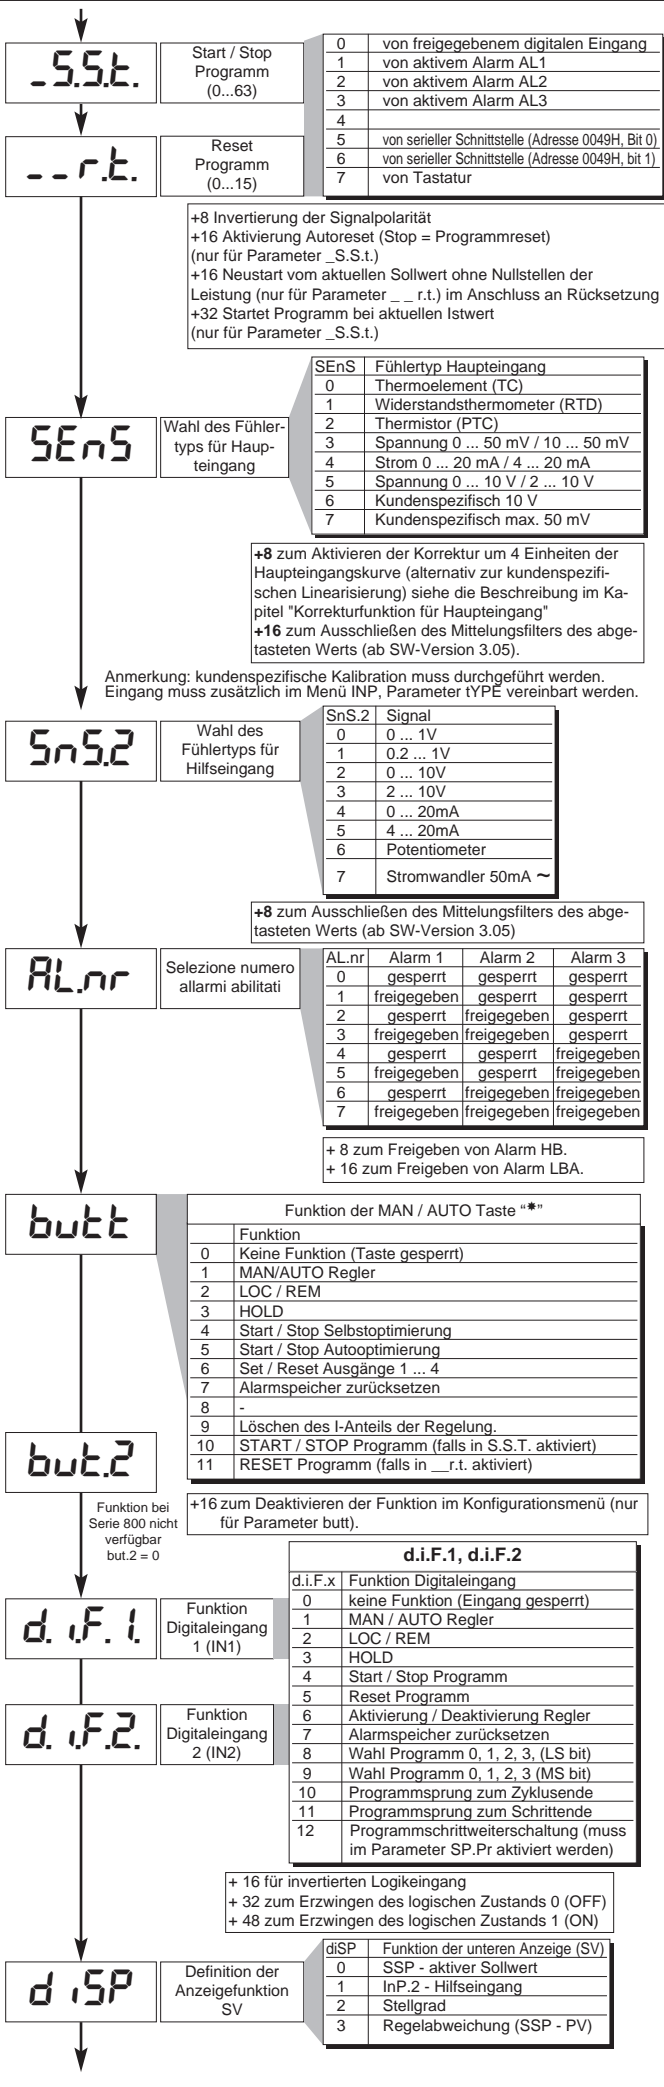 _S.S.t.
Start / Stop
Programm
(0...63)
0 von freigegebenem digitalen Eingang
1 von aktivem Alarm AL1
2 von aktivem Alarm AL2
3 von aktivem Alarm AL3
4
5 von serieller Schnittstelle (Adresse 0049H, Bit 0)
6 von serieller Schnittstelle (Adresse 0049H, bit 1)
7 von Tastatur
_ _ r.t.
Reset
Programm
(0...15)
+8 Invertierung der Signalpolarität
+16 Aktivierung Autoreset (Stop = Programmreset)
(nur für Parameter _S.S.t.)
+16 Neustart vom aktuellen Sollwert ohne Nullstellen der
Leistung (nur für Parameter _ _ r.t.) im Anschluss an Rücksetzung
+32 Startet Programm bei aktuellen Istwert
(nur für Parameter _S.S.t.)
SEnS
Wahl des Fühler-
typs für Haup-
teingang
SEnS Fühlertyp Haupteingang
0 Thermoelement (TC)
1 Widerstandsthermometer (RTD)
2 Thermistor (PTC)
3 Spannung 0 ... 50 mV / 10 ... 50 mV
4 Strom 0 ... 20 mA / 4 ... 20 mA
5 Spannung 0 ... 10 V / 2 ... 10 V
6 Kundenspezifisch 10 V
7 Kundenspezifisch max. 50 mV
+8 zum Aktivieren der Korrektur um 4 Einheiten der
Haupteingangskurve (alternativ zur kundenspezifi-
schen Linearisierung) siehe die Beschreibung im Ka-
pitel "Korrekturfunktion für Haupteingang"
+16 zum Ausschließen des Mittelungsfilters des abge-
tasteten Werts (ab SW-Version 3.05).
Anmerkung: kundenspezifische Kalibration muss durchgeführt werden.
Eingang muss zusätzlich im Menü INP, Parameter tYPE vereinbart werden.
SnS.2
Wahl des
Fühlertyps für
Hilfseingang
SnS.2 Signal
0 0 ... 1V
1 0.2 ... 1V
2 0 ... 10V
3 2 ... 10V
4 0 ... 20mA
5 4 ... 20mA
6 Potentiometer
7 Stromwandler 50mA ~
+8 zum Ausschließen des Mittelungsfilters des abge-
tasteten Werts (ab SW-Version 3.05)
AL.nr
Selezione numero
allarmi abilitati
AL.nr Alarm 1 Alarm 2 Alarm 3
0 gesperrt gesperrt gesperrt
1 freigegeben gesperrt gesperrt
2 gesperrt freigegeben gesperrt
3 freigegeben freigegeben gesperrt
4 gesperrt gesperrt freigegeben
5 freigegeben gesperrt freigegeben
6 gesperrt freigegeben freigegeben
7 freigegeben freigegeben freigegeben
+ 8 zum Freigeben von Alarm HB.
+ 16 zum Freigeben von Alarm LBA.
butt
Funktion der MAN / AUTO Taste “*”
Funktion
0 Keine Funktion (Taste gesperrt)
1 MAN/AUTO Regler
2 LOC / REM
3 HOLD
4 Start / Stop Selbstoptimierung
5 Start / Stop Autooptimierung
6 Set / Reset Ausgänge 1 ... 4
7 Alarmspeicher zurücksetzen
8 -
9 Löschen des I-Anteils der Regelung.
10 START / STOP Programm (falls in S.S.T. aktiviert)
11 RESET Programm (falls in __r.t. aktiviert)
but.2
Funktion bei
Serie 800 nicht
verfügbar
but.2 = 0
+16 zum Deaktivieren der Funktion im Konfigurationsmenü (nur
für Parameter butt).
d.i.F.1, d.i.F.2
d.i.F.x Funktion Digitaleingang
0 keine Funktion (Eingang gesperrt)
1 MAN / AUTO Regler
2 LOC / REM
3 HOLD
4 Start / Stop Programm
5 Reset Programm
6 Aktivierung / Deaktivierung Regler
7 Alarmspeicher zurücksetzen
8 Wahl Programm 0, 1, 2, 3, (LS bit)
9 Wahl Programm 0, 1, 2, 3 (MS bit)
10 Programmsprung zum Zyklusende
11 Programmsprung zum Schrittende
12 Programmschrittweiterschaltung (muss
im Parameter SP.Pr aktiviert werden)
d. i.F. 1.
Funktion
Digitaleingang
1 (IN1)
d. i.F.2.
Funktion
Digitaleingang
2 (IN2)
+ 16 für invertierten Logikeingang
+ 32 zum Erzwingen des logischen Zustands 0 (OFF)
+ 48 zum Erzwingen des logischen Zustands 1 (ON)
diSP
Definition der
Anzeigefunktion
SV
diSP Funktion der unteren Anzeige (SV)
0 SSP - aktiver Sollwert
1 InP.2 - Hilfseingang
2 Stellgrad
3 Regelabweichung (SSP - PV)